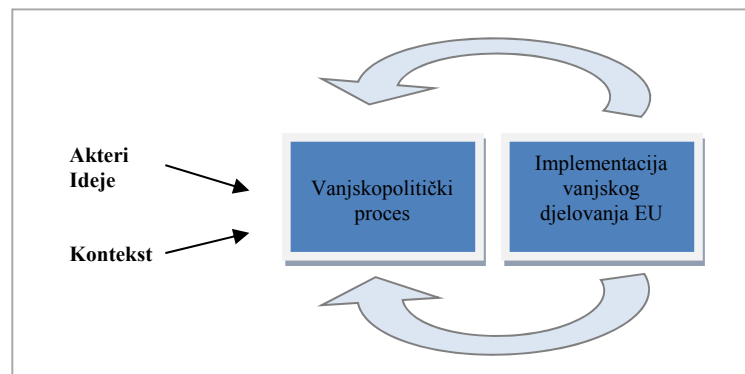 Akteri
Ideje
Kontekst
Vanjskopolitički
proces
Implementacija
vanjskog
djelovanja EU